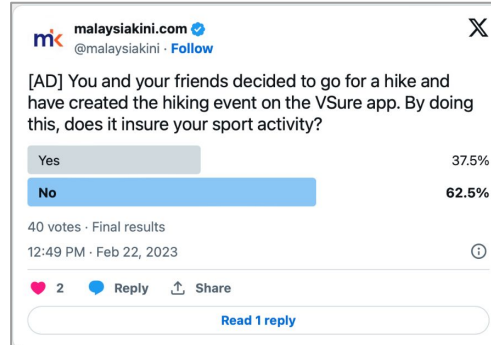 mk malaysiakini.com
@malaysiakini · Follow
X
[AD] You and your friends decided to go for a hike and
have created the hiking event on the VSure app. By doing
this, does it insure your sport activity?
Yes 37.5%
No 62.5%
40 votes · Final results
12:49 PM · Feb 22, 2023
2 Reply Share
Read 1 reply